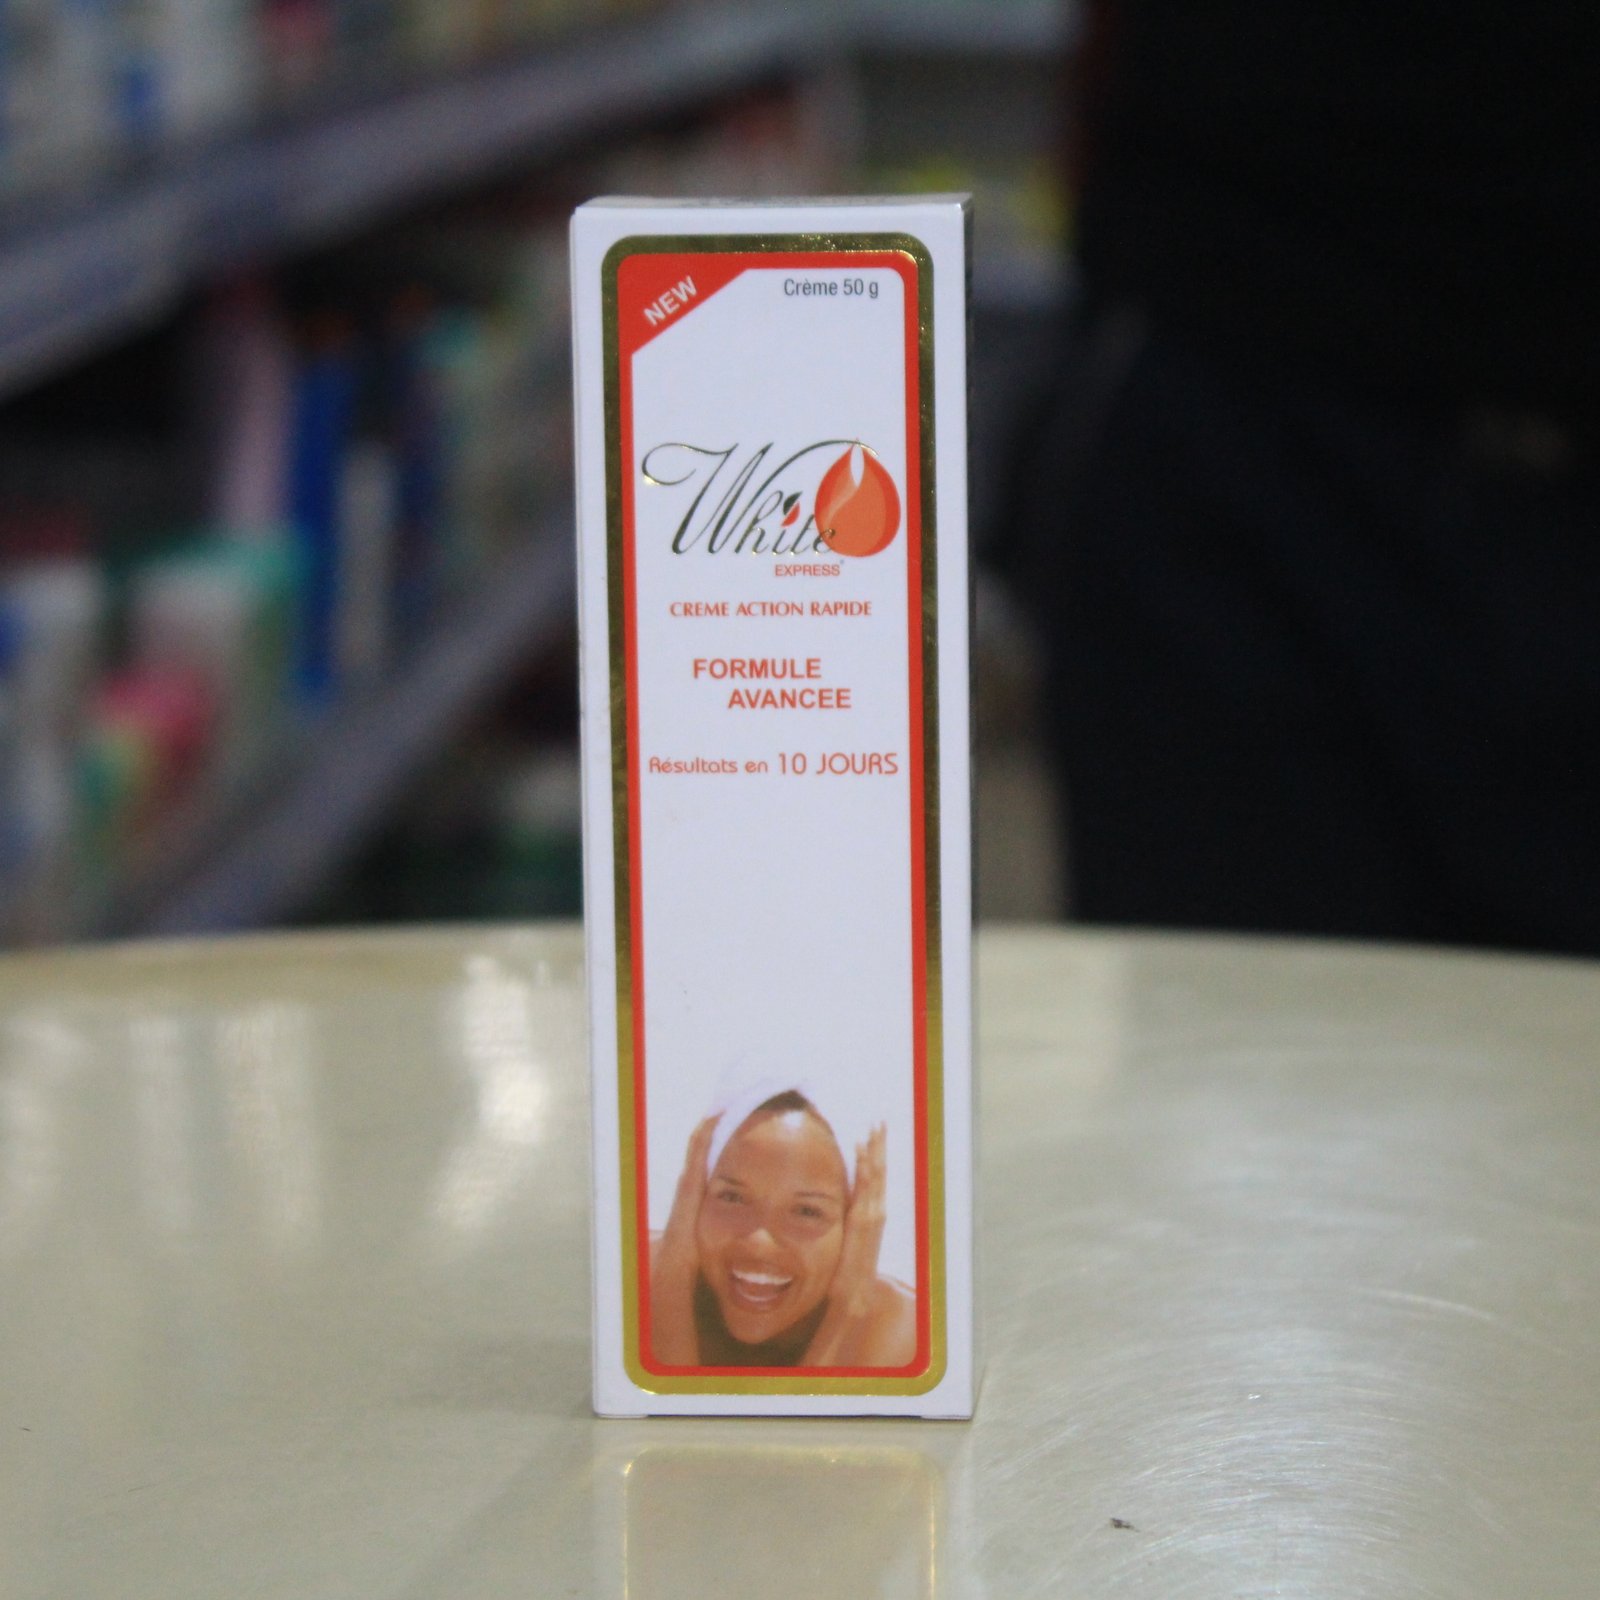 NEW
Crème 50 g
White
EXPRESS
CREME ACTION RAPIDE
FORMULE
AVANCEE
Résultats en 10 JOURS